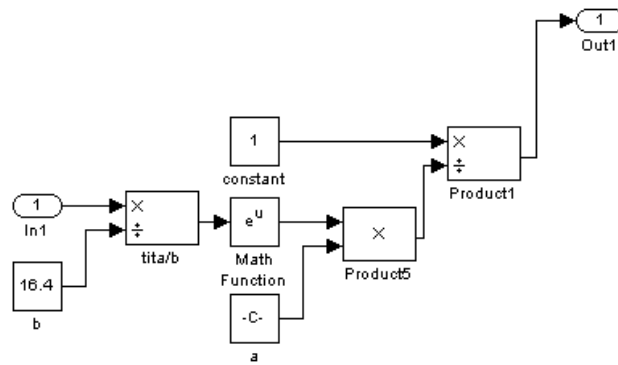 1
Out1
1
constant
×
÷
Product1
1
In1
×
÷
tita/b
e^u
Math
Function
×
Product5
16.4
b
-C-
a